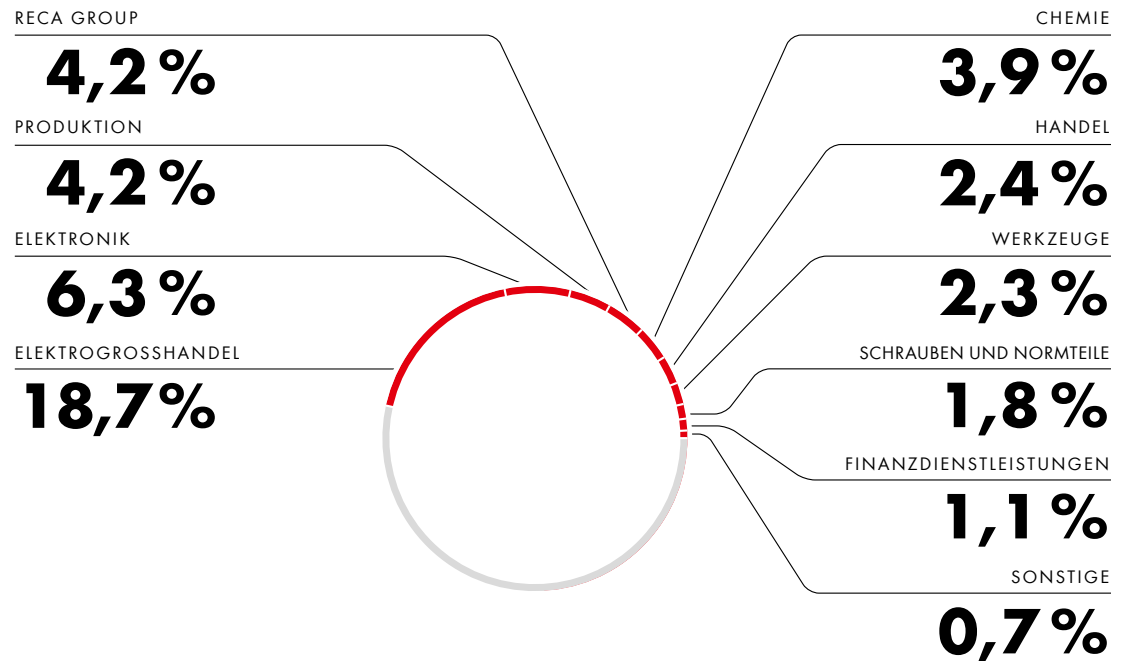 RECA GROUP
4,2 %
PRODUKTION
4,2 %
ELEKTRONIK
6,3 %
ELEKTROGROSSHANDEL
18,7 %
CHEMIE
3,9 %
HANDEL
2,4 %
WERKZEUGE
2,3 %
SCHRAUBEN UND NORMTEILE
1,8 %
FINANZDIENSTLEISTUNGEN
1,1 %
SONSTIGE
0,7 %